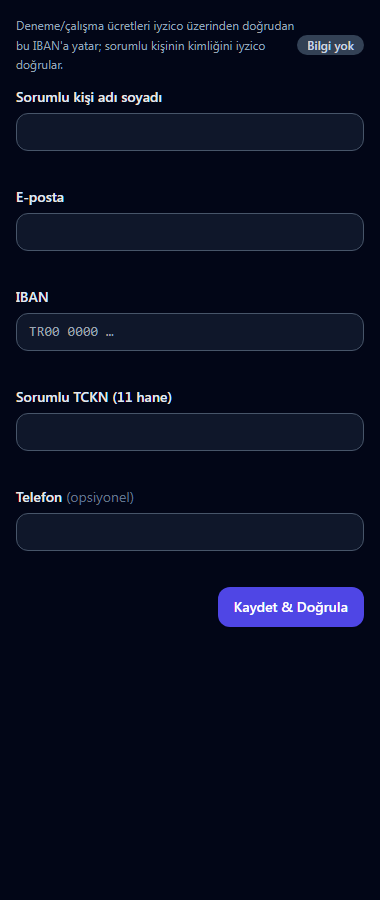 Deneme/çalışma ücretleri iyzico üzerinden doğrudan
bu IBAN'a yatar; sorumlu kişinin kimliğini iyzico
doğrular.
Bilgi yok
Sorumlu kişi adı soyadı
E-posta
IBAN
TR00 0000 …
Sorumlu TCKN (11 hane)
Telefon (opsiyonel)
Kaydet & Doğrula